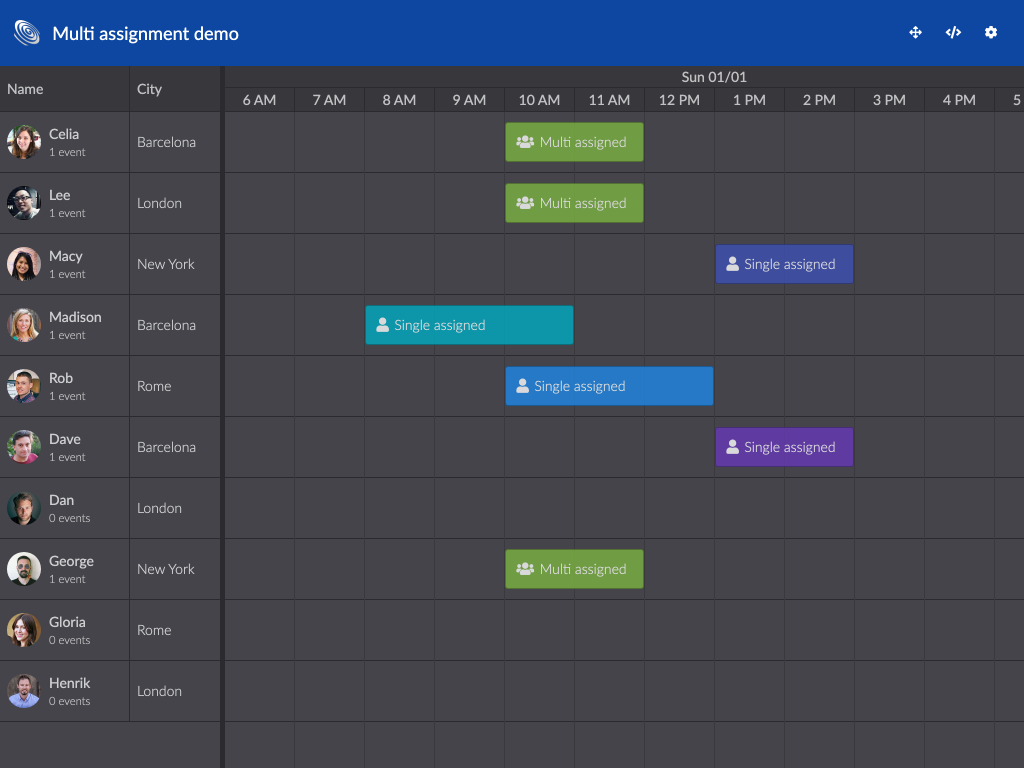 Multi assignment demo
Name City Sun 01/01
6 AM 7 AM 8 AM 9 AM 10 AM 11 AM 12 PM 1 PM 2 PM 3 PM 4 PM 5
Celia
1 event
Barcelona
Multi assigned
Lee
1 event
London
Multi assigned
Macy
1 event
New York
Single assigned
Madison
1 event
Barcelona
Single assigned
Rob
1 event
Rome
Single assigned
Dave
1 event
Barcelona
Single assigned
Dan
0 events
London
George
1 event
New York
Multi assigned
Gloria
0 events
Rome
Henrik
0 events
London